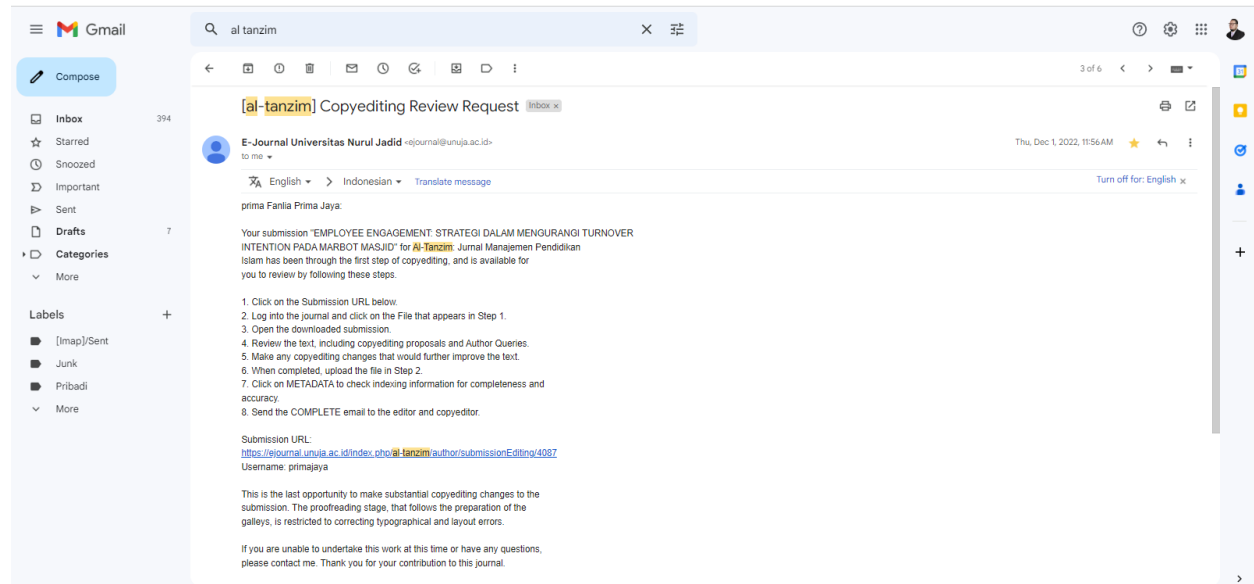 Gmail
al tanzim
Compose
3 of 6
[al-tanzim] Copyediting Review Request Inbox ×
Inbox 394
Starred
Snoozed
Important
Sent
Drafts 7
Categories
More
Labels +
[Imap]/Sent
Junk
Pribadi
More
E-Journal Universitas Nurul Jadid <ejournal@unuja.ac.id>
Thu, Dec 1, 2022, 11:56 AM
to me
English > Indonesian Translate message
Turn off for: English ×
prima Fanlia Prima Jaya:
Your submission "EMPLOYEE ENGAGEMENT: STRATEGI DALAM MENGURANGI TURNOVER
INTENTION PADA MARBOT MASJID" for Al-Tanzim: Jurnal Manajemen Pendidikan
Islam has been through the first step of copyediting, and is available for
you to review by following these steps.
1. Click on the Submission URL below.
2. Log into the journal and click on the File that appears in Step 1.
3. Open the downloaded submission.
4. Review the text, including copyediting proposals and Author Queries.
5. Make any copyediting changes that would further improve the text.
6. When completed, upload the file in Step 2.
7. Click on METADATA to check indexing information for completeness and
accuracy.
8. Send the COMPLETE email to the editor and copyeditor.
Submission URL:
https://ejournal.unuja.ac.id/index.php/al-tanzim/author/submissionEditing/4087
Username: primajaya
This is the last opportunity to make substantial copyediting changes to the
submission. The proofreading stage, that follows the preparation of the
galleys, is restricted to correcting typographical and layout errors.
If you are unable to undertake this work at this time or have any questions,
please contact me. Thank you for your contribution to this journal.